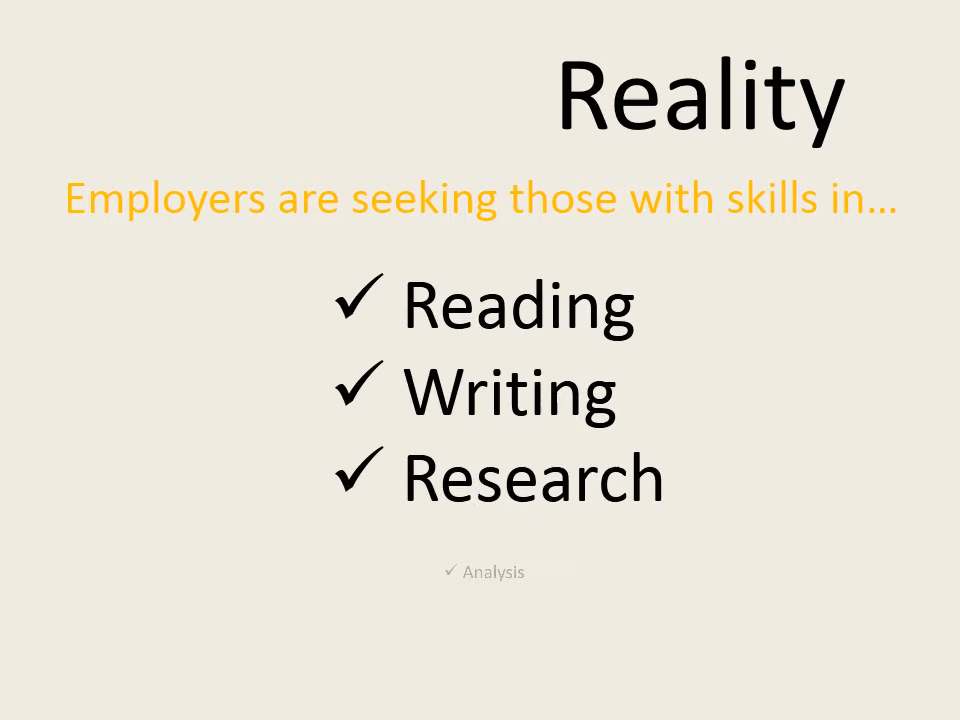 Reality
Employers are seeking those with skills in…
✓ Reading
✓ Writing
✓ Research
✓ Analysis